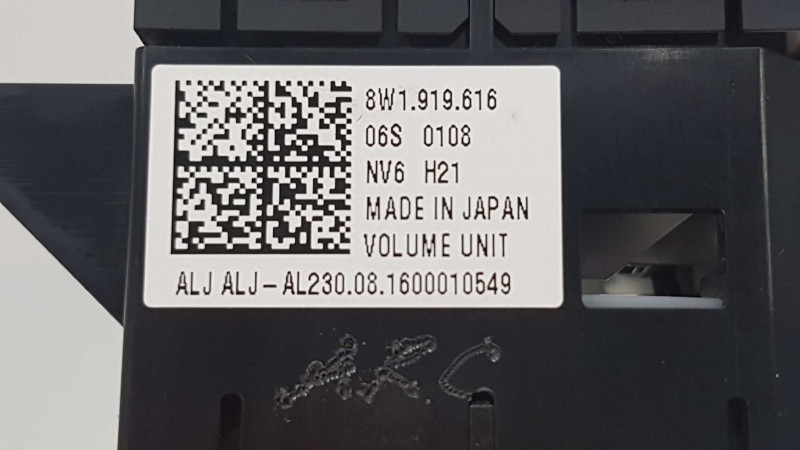 8W1.919.616
06S 0108
NV6 H21
MADE IN JAPAN
VOLUME UNIT
ALJ ALJ-AL230.08.1600010549